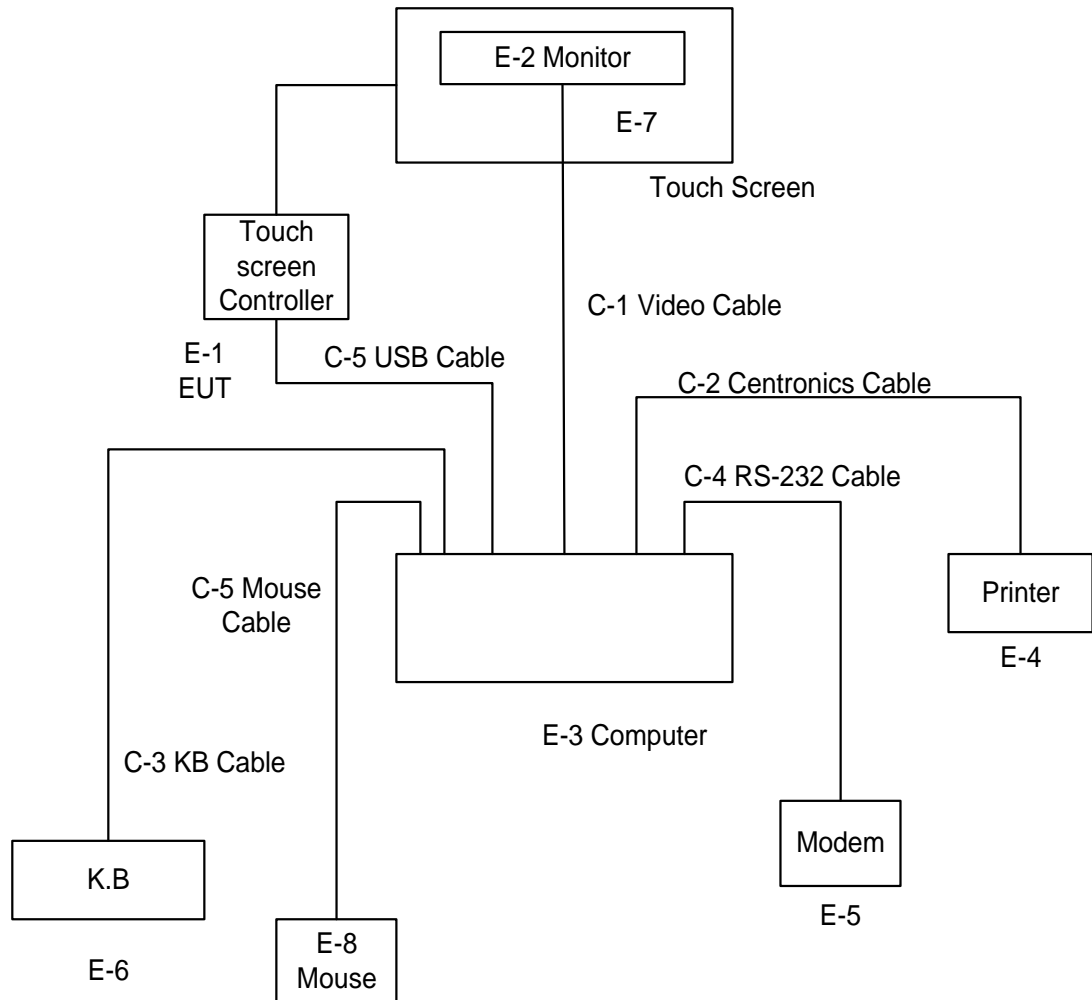 E-2 Monitor
E-7
Touch Screen
Touch
screen
Controller
C-1 Video Cable
E-1
EUT
C-5 USB Cable
C-2 Centronics Cable
C-4 RS-232 Cable
C-5 Mouse
Cable
Printer
E-4
E-3 Computer
C-3 KB Cable
Modem
E-5
K.B
E-6
E-8
Mouse